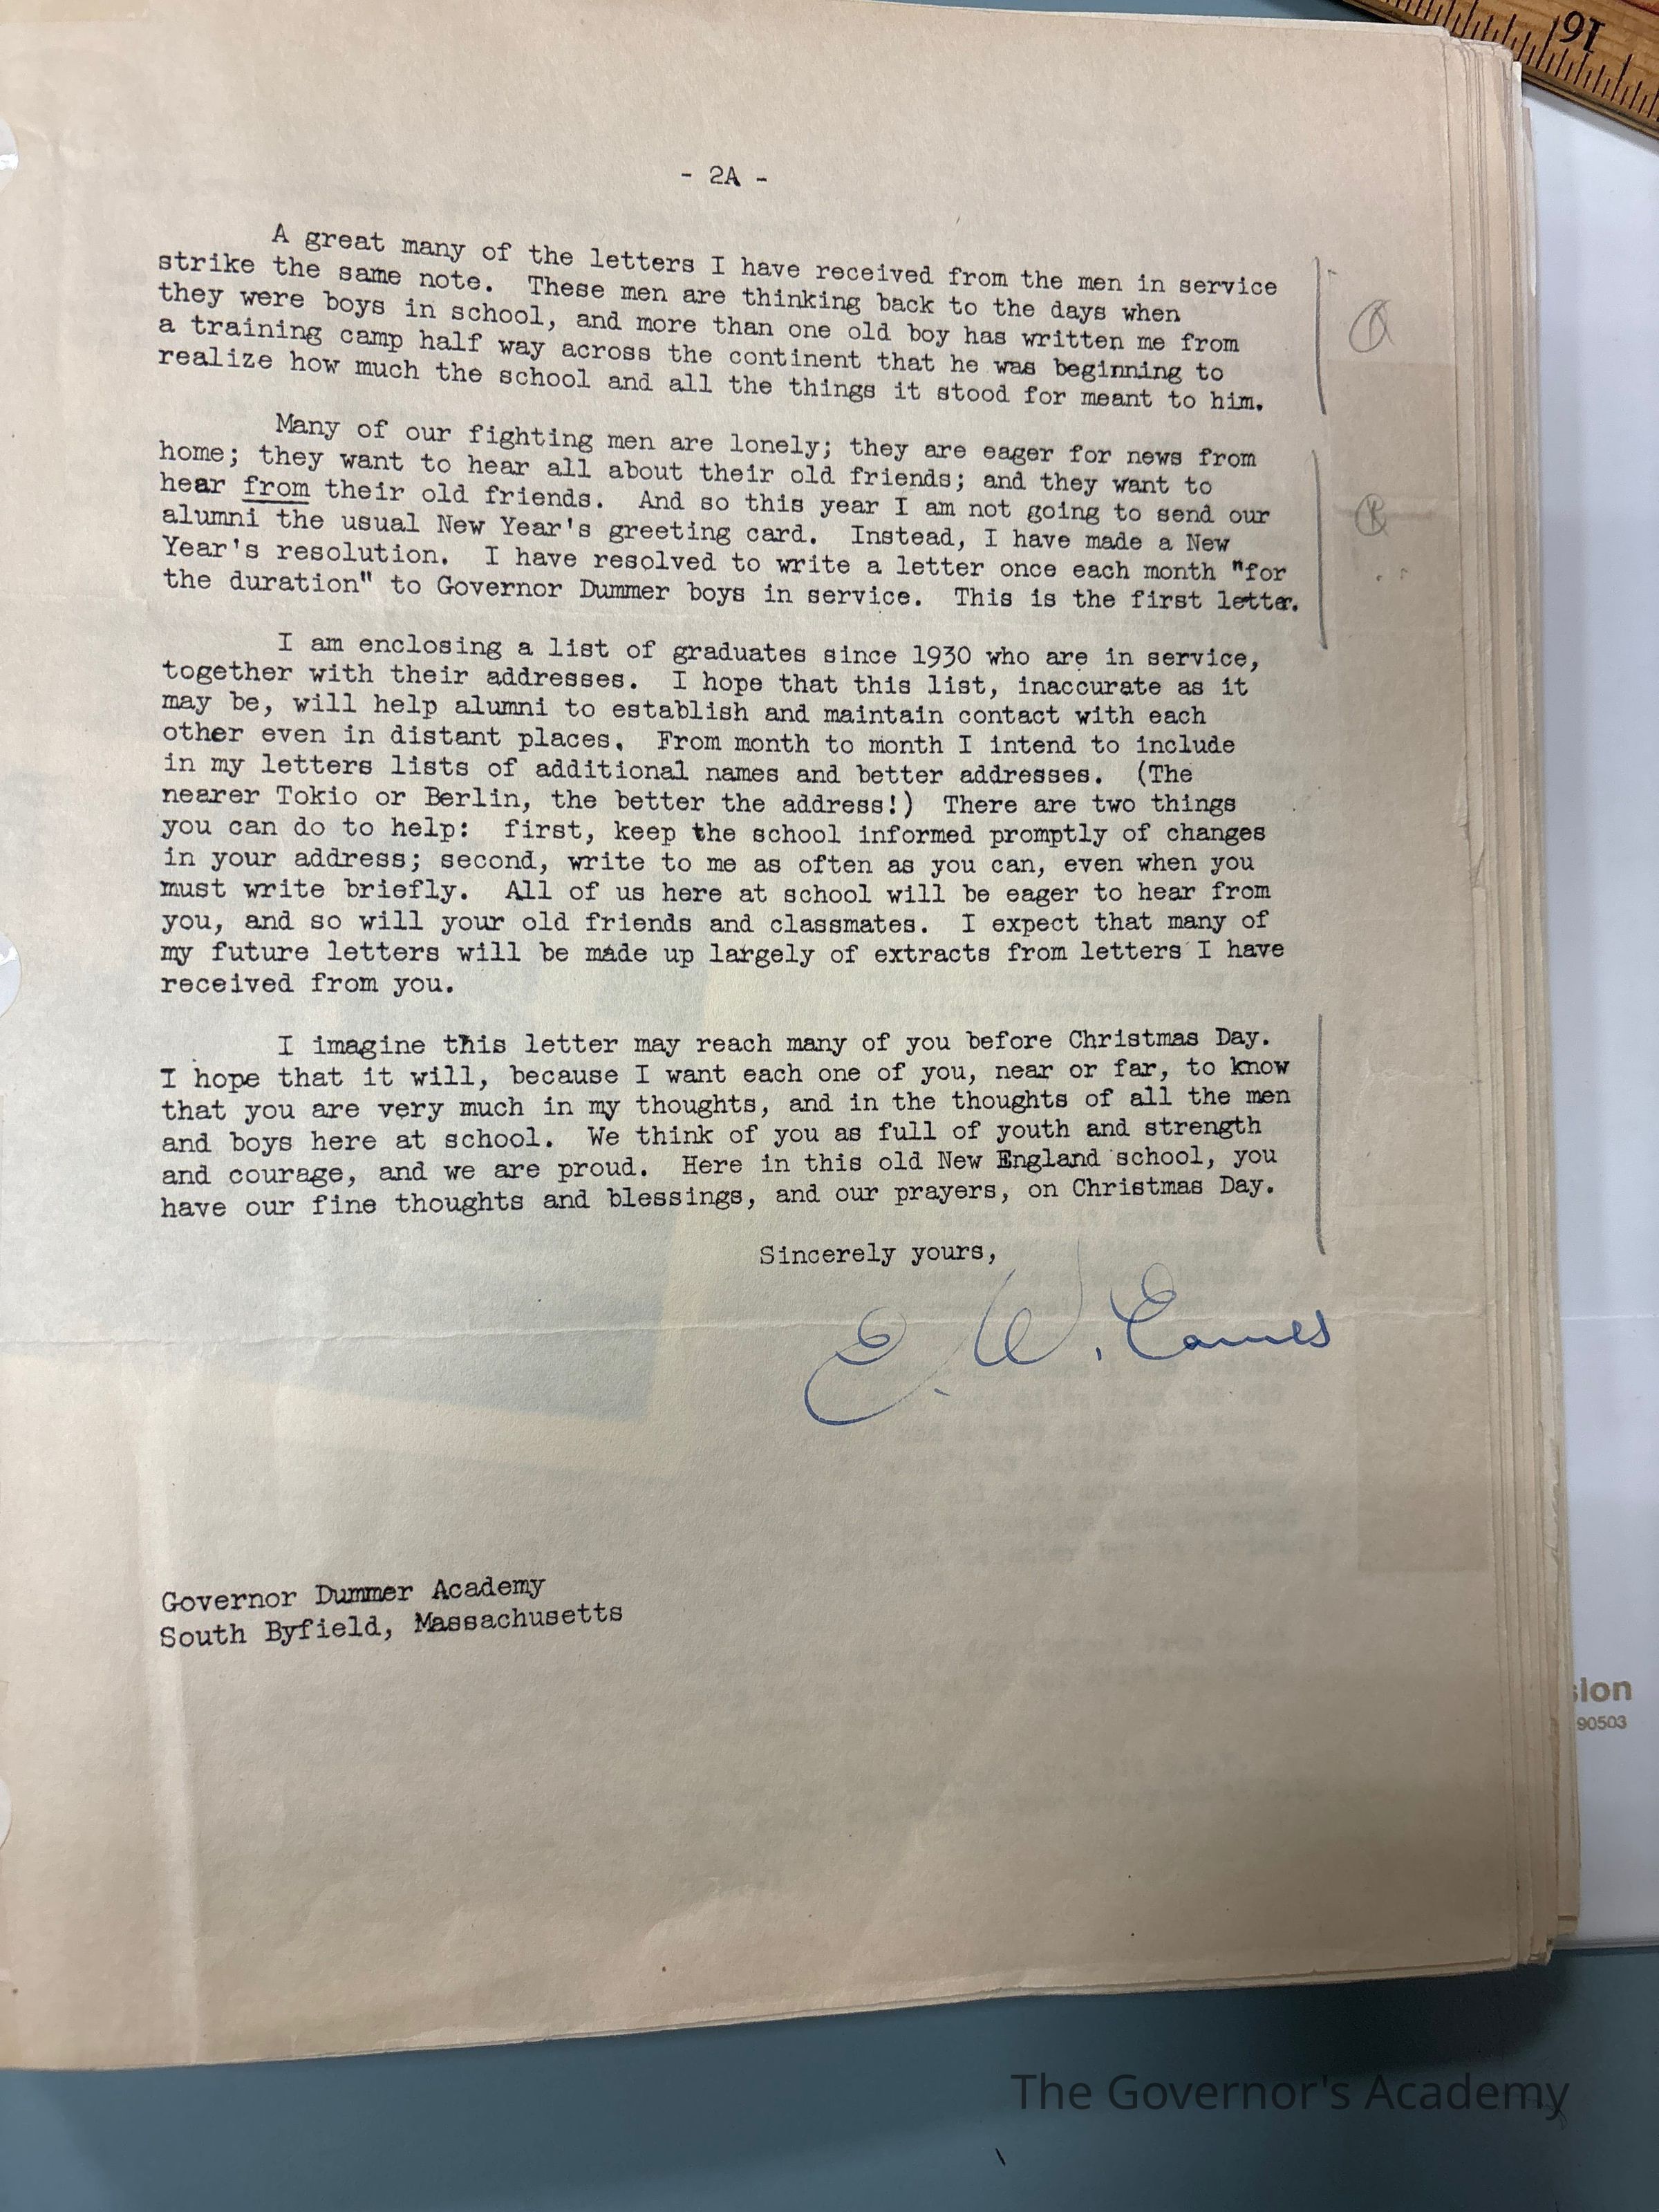 - 2A -
A great many of the letters I have received from the men in service
strike the same note. These men are thinking back to the days when
they were boys in school, and more than one old boy has written me from
a training camp half way across the continent that he was beginning to
realize how much the school and all the things it stood for meant to him.
Many of our fighting men are lonely; they are eager for news from
home; they want to hear all about their old friends; and they want to
hear from their old friends. And so this year I am not going to send our
alumni the usual New Year's greeting card. Instead, I have made a New
Year's resolution. I have resolved to write a letter once each month "for
the duration" to Governor Dummer boys in service. This is the first letter.
I am enclosing a list of graduates since 1930 who are in service,
together with their addresses. I hope that this list, inaccurate as it
may be, will help alumni to establish and maintain contact with each
other even in distant places. From month to month I intend to include
in my letters lists of additional names and better addresses. (The
nearer Tokio or Berlin, the better the address!) There are two things
you can do to help: first, keep the school informed promptly of changes
in your address; second, write to me as often as you can, even when you
must write briefly. All of us here at school will be eager to hear from
you, and so will your old friends and classmates. I expect that many of
my future letters will be made up largely of extracts from letters I have
received from you.
I imagine this letter may reach many of you before Christmas Day.
I hope that it will, because I want each one of you, near or far, to know
that you are very much in my thoughts, and in the thoughts of all the men
and boys here at school. We think of you as full of youth and strength
and courage, and we are proud. Here in this old New England school, you
have our fine thoughts and blessings, and our prayers, on Christmas Day.
Sincerely yours,
E. W. Eames
Governor Dummer Academy
South Byfield, Massachusetts
16
sion
90503
The Governor's Academy